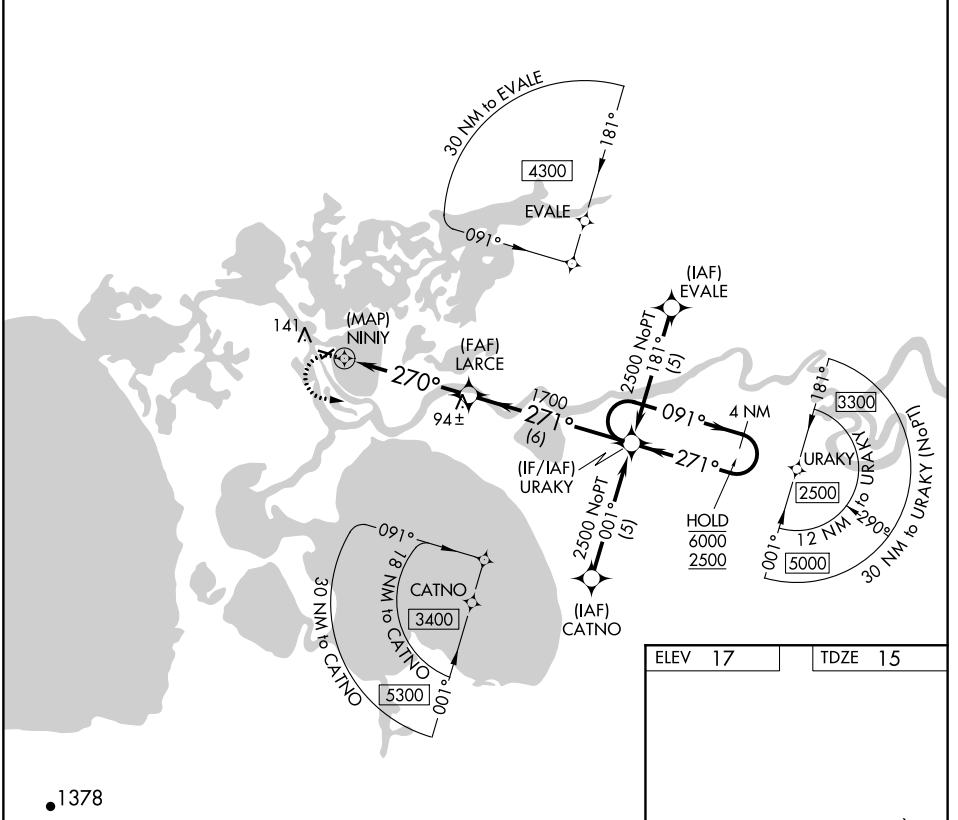 30 NM to EVALE
181°
4300
EVALE
091°
(IAF)
EVALE
141
(MAP)
NINIY
(FAF)
LARCE
2500 NoPT
181°
(5)
270°
1700
271°
(6)
94±
091°
4 NM
271°
(IF/IAF)
URAKY
181°
3300
URAKY
2500
12 NM to URAKY
290°
30 NM to URAKY (NoPT)
001°
5000
HOLD
6000
2500
2500 NoPT
001°
(5)
(IAF)
CATNO
091°
CATNO
3400
18 NM to CATNO
30 NM to CATNO
5300
001°
ELEV 17
TDZE 15
1378